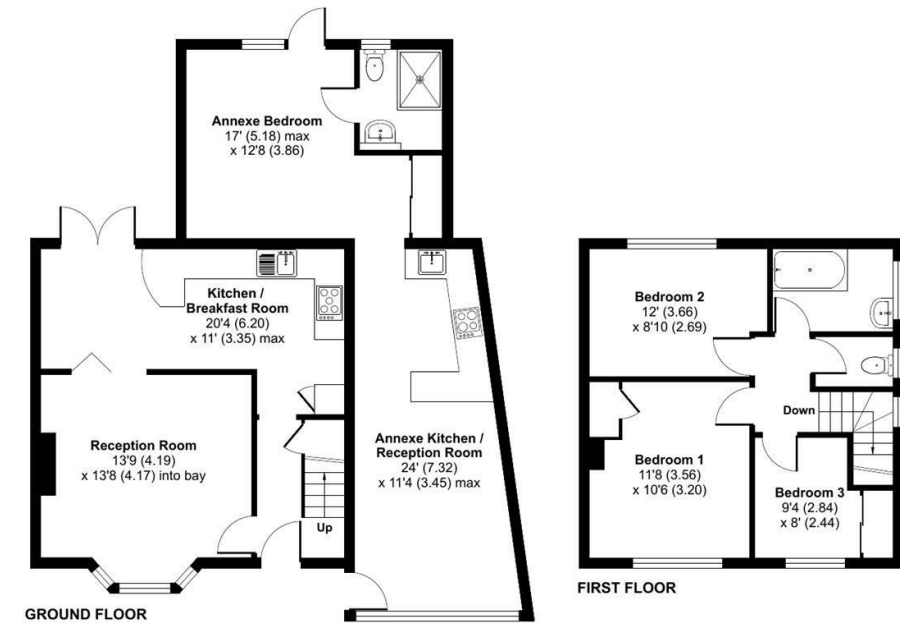 Annexe Bedroom
17' (5.18) max
x 12'8 (3.86)
Kitchen /
Breakfast Room
20'4 (6.20)
x 11' (3.35) max
Reception Room
13'9 (4.19)
x 13'8 (4.17) into bay
Up
Annexe Kitchen /
Reception Room
24' (7.32)
x 11'4 (3.45) max
GROUND FLOOR
Bedroom 2
12' (3.66)
x 8'10 (2.69)
Down
Bedroom 1
11'8 (3.56)
x 10'6 (3.20)
Bedroom 3
9'4 (2.84)
x 8' (2.44)
FIRST FLOOR